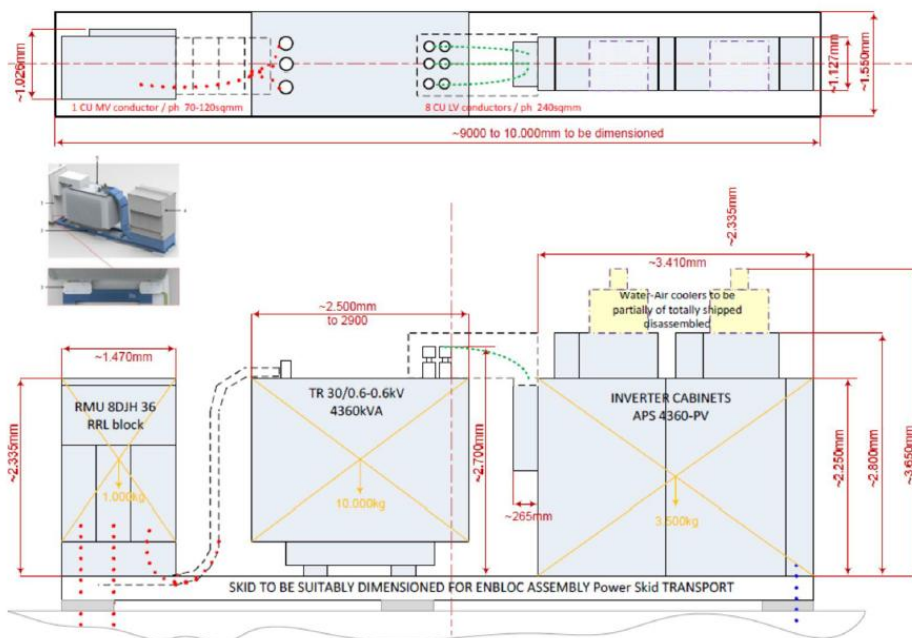 ~1.026mm
1 CU MV conductor / ph 70-120sqmm
8 CU LV conductors / ph 240sqmm
~1.127mm
~1.550mm
~9000 to 10.000mm to be dimensioned
~2.335mm
~3.410mm
Water-Air coolers to be
partially of totally shipped
disassembled
~2.500mm
to 2900
~1.470mm
RMU 8DJH 36
RRL block
TR 30/0.6-0.6kV
4360kVA
INVERTER CABINETS
APS 4360-PV
~2.335mm
1.000kg
10.000kg
~2.700mm
~265mm
3.500kg
~2.250mm
~2.800mm
~3.650mm
SKID TO BE SUITABLY DIMENSIONED FOR ENBLOC ASSEMBLY Power Skid TRANSPORT